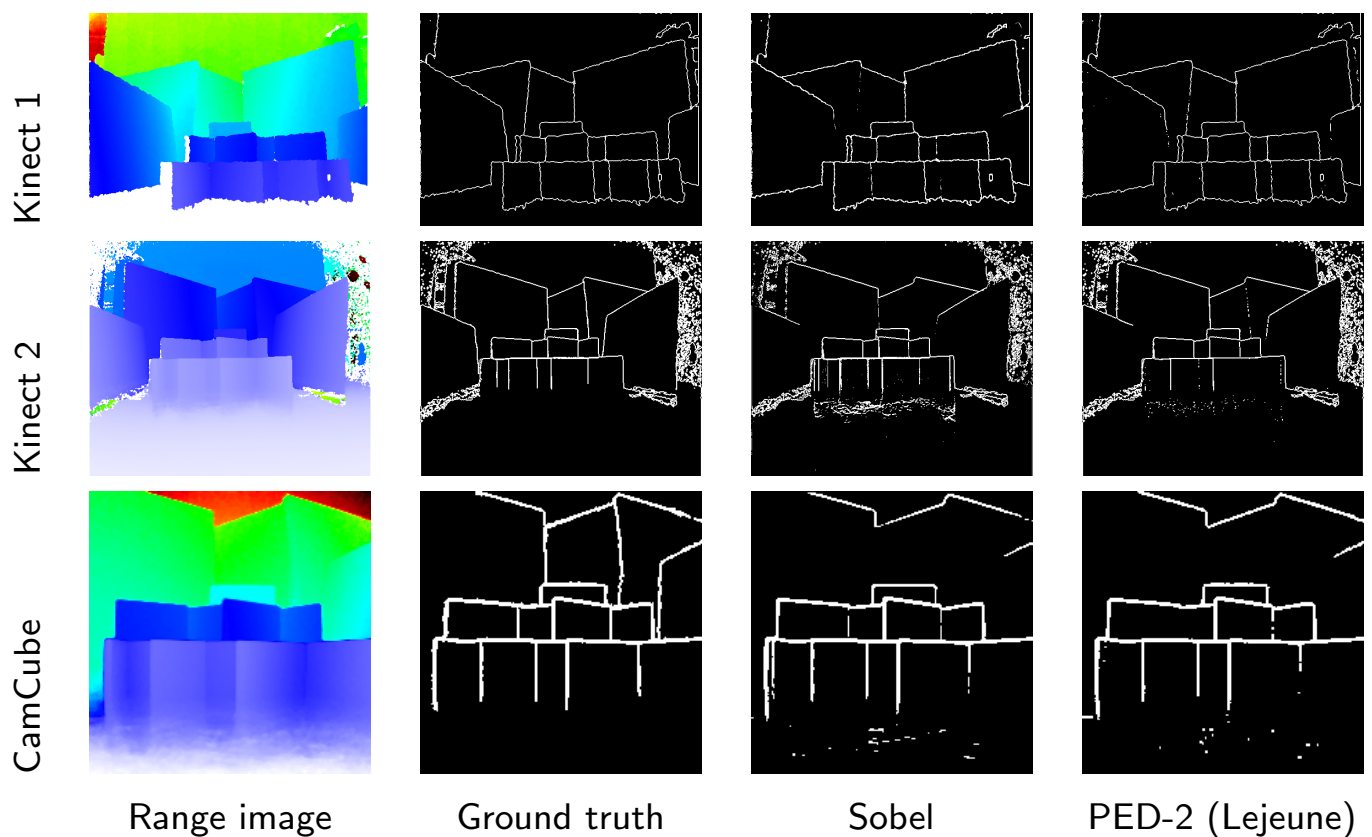 Kinect 1
Kinect 2
CamCube
Range image
Ground truth
Sobel
PED-2 (Lejeune)